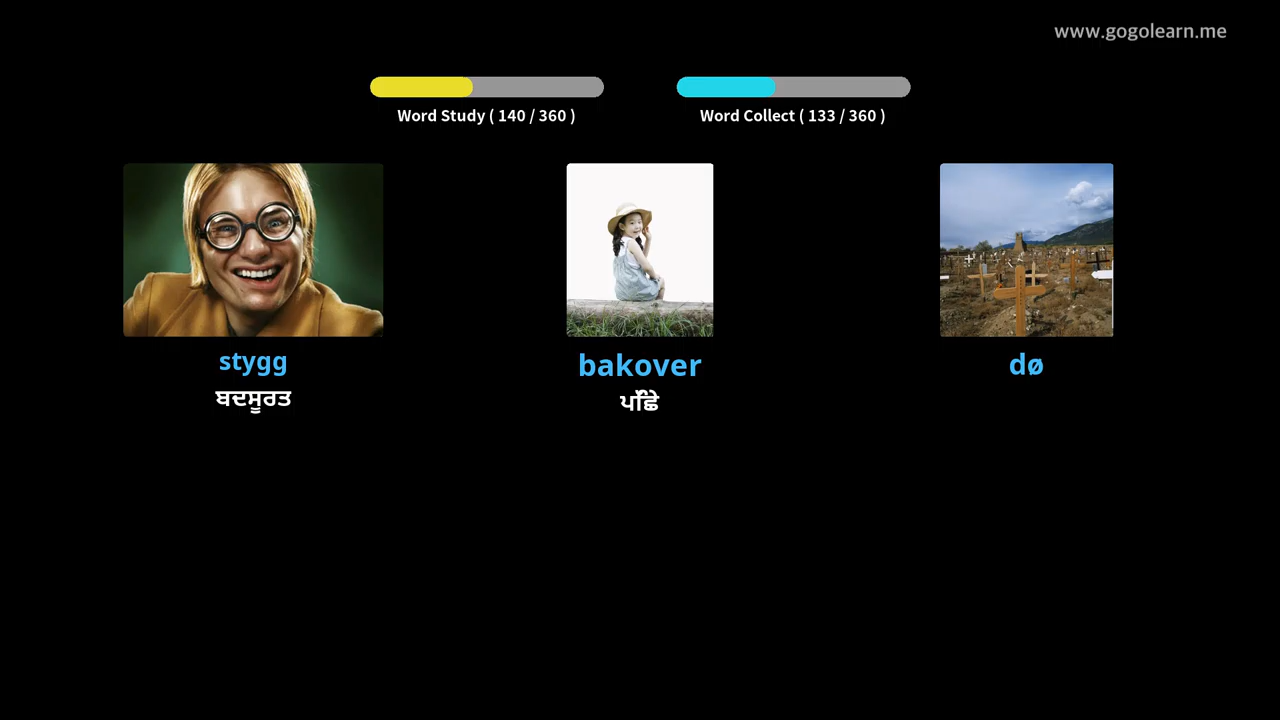 www.gogolearn.me
Word Study ( 140 / 360 )
Word Collect ( 133 / 360 )
stygg
bakover
dø
ਬਦਸੂਰਤ
ਪਿੱਛੇ